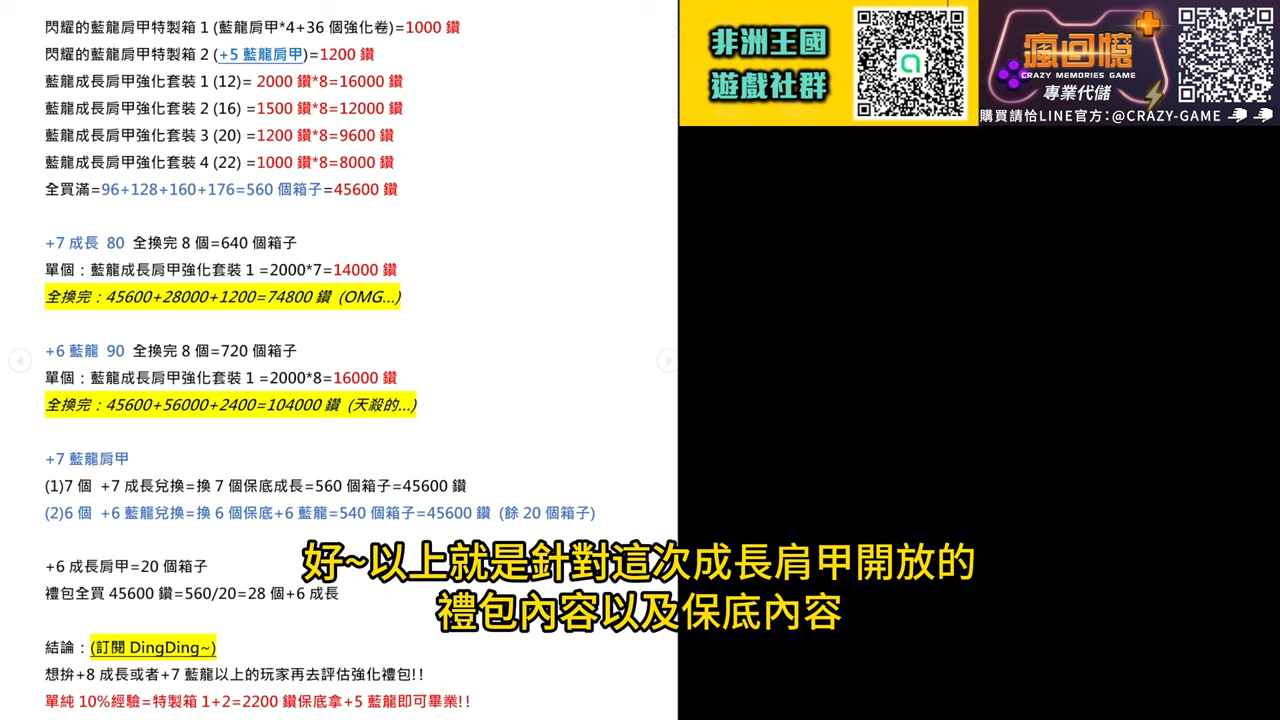 閃耀的藍龍肩甲特製箱 1 (藍龍肩甲*4+36 個強化卷)=1000 鑽
閃耀的藍龍肩甲特製箱 2 (+5 藍龍肩甲)=1200 鑽
藍龍成長肩甲強化套裝 1 (12)= 2000 鑽*8=16000 鑽
藍龍成長肩甲強化套裝 2 (16) =1500 鑽*8=12000 鑽
藍龍成長肩甲強化套裝 3 (20) =1200 鑽*8=9600 鑽
藍龍成長肩甲強化套裝 4 (22) =1000 鑽*8=8000 鑽
全買滿=96+128+160+176=560 個箱子=45600 鑽
+7 成長 80 全換完 8 個=640 個箱子
單個：藍龍成長肩甲強化套裝 1 =2000*7=14000 鑽
全換完：45600+28000+1200=74800 鑽 (OMG...)
+6 藍龍 90 全換完 8 個=720 個箱子
單個：藍龍成長肩甲強化套裝 1 =2000*8=16000 鑽
全換完：45600+56000+2400=104000 鑽 (天殺的...)
+7 藍龍肩甲
(1)7 個 +7 成長兌換=換 7 個保底成長=560 個箱子=45600 鑽
(2)6 個 +6 藍龍兌換=換 6 個保底+6 藍龍=540 個箱子=45600 鑽 (餘 20 個箱子)
+6 成長肩甲=20 個箱子
禮包全買 45600 鑽=560/20=28 個+6 成長
結論：(訂閱 DingDing~)
想拚+8 成長或者+7 藍龍以上的玩家再去評估強化禮包!!
單純 10%經驗=特製箱 1+2=2200 鑽保底拿+5 藍龍即可畢業!!
非洲王國
遊戲社群
瘋回憶
CRAZY MEMORIES GAME
專業代儲
購買請恰LINE官方:@CRAZY-GAME
好~以上就是針對這次成長肩甲開放的
禮包內容以及保底內容